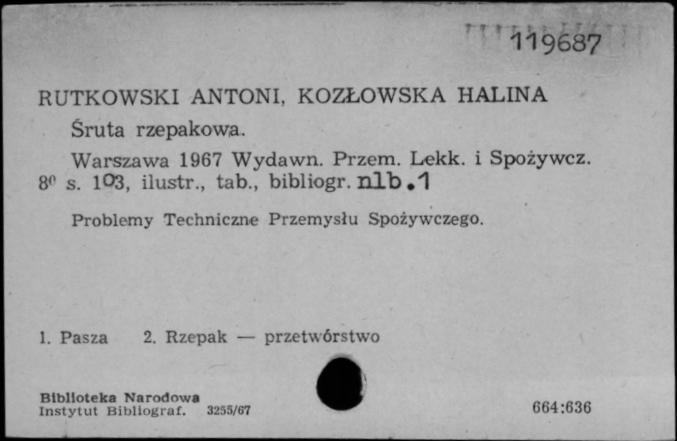 119687
RUTKOWSKI ANTONI, KOZŁOWSKA HALINA
Śruta rzepakowa.
Warszawa 1967 Wydawn. Przem. Lekk. i Spożywcz.
8⁰ s. 103, ilustr., tab., bibliogr. nlb.1
Problemy Techniczne Przemysłu Spożywczego.
1. Pasza 2. Rzepak — przetwórstwo
Biblioteka Narodowa
Instytut Bibliograf. 3255/67
664:636